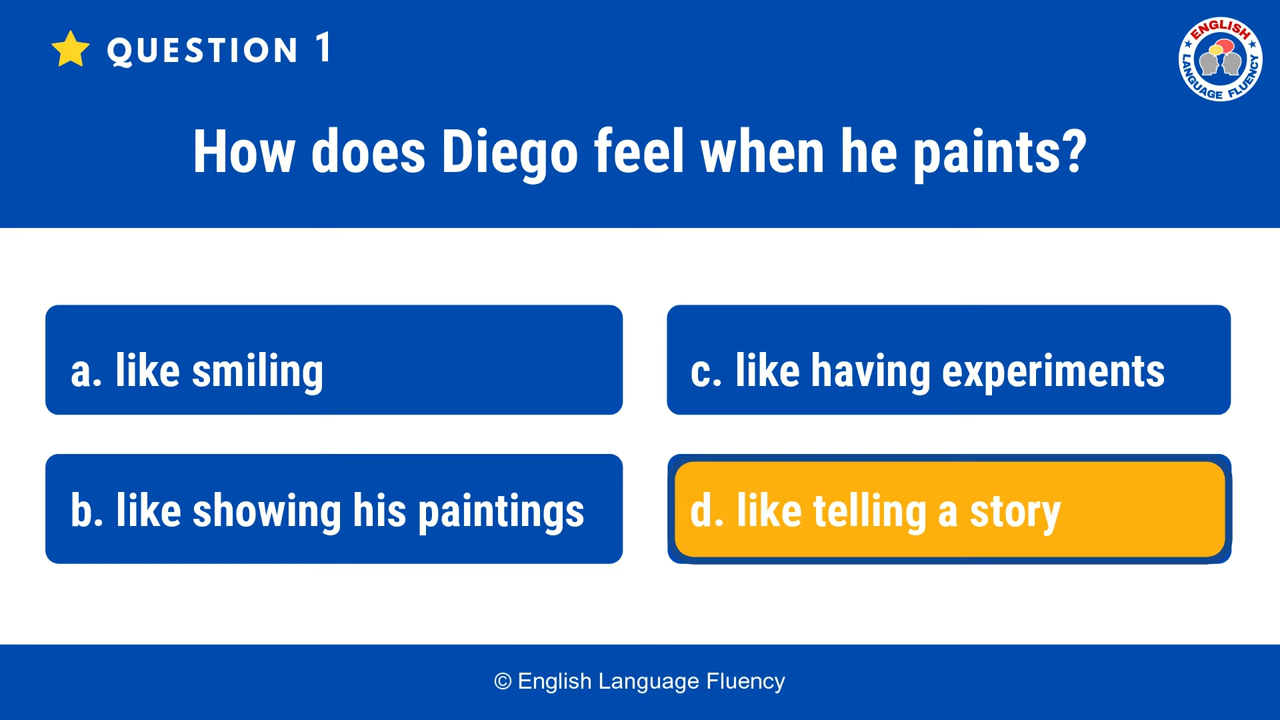 QUESTION 1
ENGLISH
LANGUAGE FLUENCY
How does Diego feel when he paints?
a. like smiling
b. like showing his paintings
c. like having experiments
d. like telling a story
© English Language Fluency